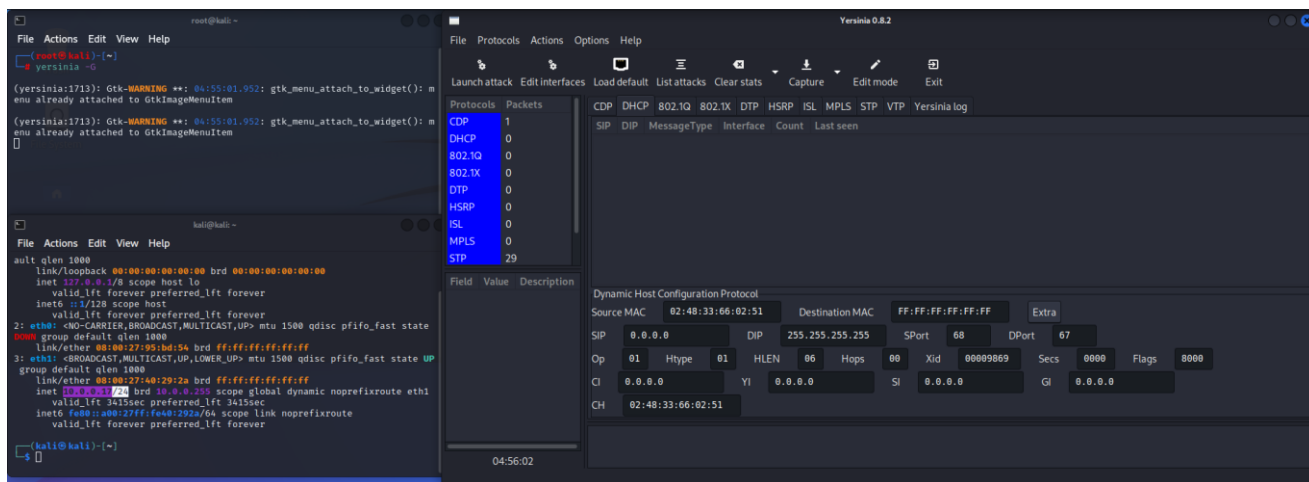 root@kali: ~
File Actions Edit View Help
┌──(root㉿kali)-[~]
└─# yersinia -G
(yersinia:1713): Gtk-WARNING **: 04:55:01.952: gtk_menu_attach_to_widget(): m
enu already attached to GtkImageMenuItem
(yersinia:1713): Gtk-WARNING **: 04:55:01.952: gtk_menu_attach_to_widget(): m
enu already attached to GtkImageMenuItem
kali@kali: ~
File Actions Edit View Help
ault qlen 1000
link/loopback 00:00:00:00:00:00 brd 00:00:00:00:00:00
inet 127.0.0.1/8 scope host lo
valid_lft forever preferred_lft forever
inet6 ::1/128 scope host
valid_lft forever preferred_lft forever
2: eth0: <NO-CARRIER,BROADCAST,MULTICAST,UP> mtu 1500 qdisc pfifo_fast state
DOWN group default qlen 1000
link/ether 08:00:27:95:bd:54 brd ff:ff:ff:ff:ff:ff
3: eth1: <BROADCAST,MULTICAST,UP,LOWER_UP> mtu 1500 qdisc pfifo_fast state UP
group default qlen 1000
link/ether 08:00:27:40:29:2a brd ff:ff:ff:ff:ff:ff
inet 10.0.0.17/24 brd 10.0.0.255 scope global dynamic noprefixroute eth1
valid_lft 3415sec preferred_lft 3415sec
inet6 fe80::a00:27ff:fe40:292a/64 scope link noprefixroute
valid_lft forever preferred_lft forever
┌──(kali㉿kali)-[~]
└─$
Yersinia 0.8.2
File Protocols Actions Options Help
Launch attack Edit interfaces Load default List attacks Clear stats Capture Edit mode Exit
Protocols Packets
CDP 1
DHCP 0
802.1Q 0
802.1X 0
DTP 0
HSRP 0
ISL 0
MPLS 0
STP 29
Field Value Description
04:56:02
CDP DHCP 802.1Q 802.1X DTP HSRP ISL MPLS STP VTP Yersinia log
SIP DIP MessageType Interface Count Last seen
Dynamic Host Configuration Protocol
Source MAC 02:48:33:66:02:51 Destination MAC FF:FF:FF:FF:FF:FF Extra
SIP 0.0.0.0 DIP 255.255.255.255 SPort 68 DPort 67
Op 01 Htype 01 HLEN 06 Hops 00 Xid 00009869 Secs 0000 Flags 8000
CI 0.0.0.0 YI 0.0.0.0 SI 0.0.0.0 GI 0.0.0.0
CH 02:48:33:66:02:51